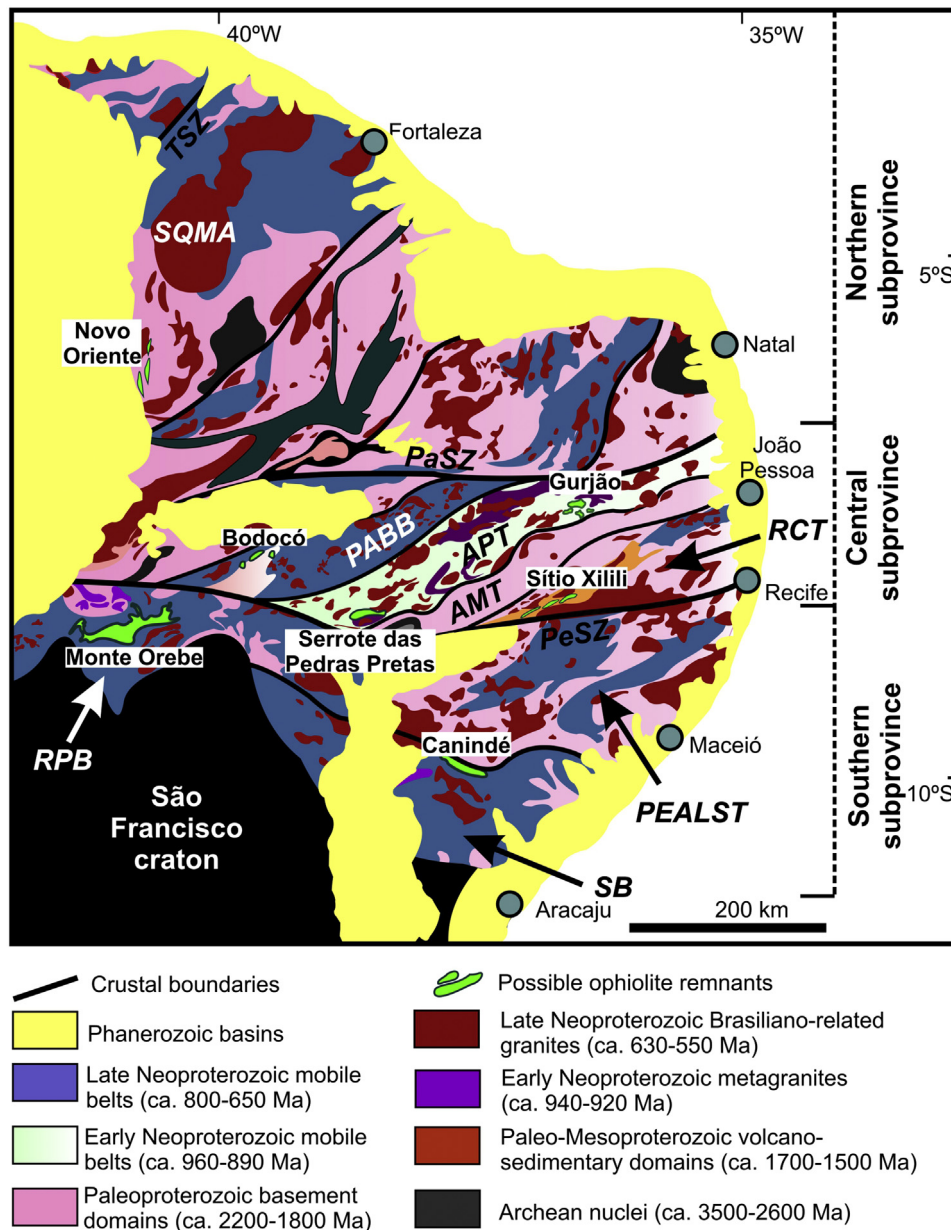 40ºW
35ºW
TSZ
Fortaleza
SQMA
Northern
subprovince
5ºS
Novo
Oriente
Natal
PaSZ
João
Pessoa
Gurjão
Bodocó
PABB
APT
RCT
Central
subprovince
Sítio Xilili
AMT
Recife
Serrote das
Pedras Pretas
PeSZ
Monte Orebe
RPB
Canindé
Maceió
São
Francisco
craton
PEALST
10ºS
Southern
subprovince
SB
Aracaju
200 km
Crustal boundaries
Phanerozoic basins
Late Neoproterozoic mobile
belts (ca. 800-650 Ma)
Early Neoproterozoic mobile
belts (ca. 960-890 Ma)
Paleoproterozoic basement
domains (ca. 2200-1800 Ma)
Possible ophiolite remnants
Late Neoproterozoic Brasiliano-related
granites (ca. 630-550 Ma)
Early Neoproterozoic metagranites
(ca. 940-920 Ma)
Paleo-Mesoproterozoic volcano-
sedimentary domains (ca. 1700-1500 Ma)
Archean nuclei (ca. 3500-2600 Ma)